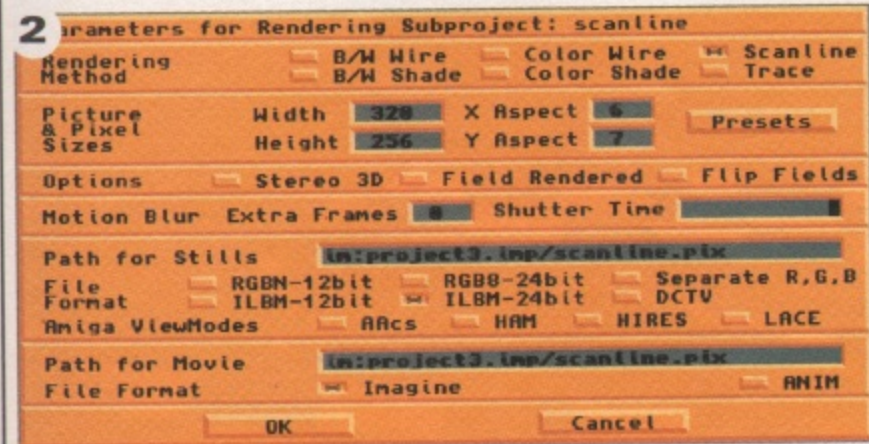 2
arameters for Rendering Subproject: scanline
Rendering Method B/W Wire Color Wire Scanline
B/W Shade Color Shade Trace
Picture & Pixel Sizes Width 320 X Aspect 6 Presets
Height 256 Y Aspect 7
Options Stereo 3D Field Rendered Flip Fields
Motion Blur Extra Frames 0 Shutter Time
Path for Stills im:project3.imp/scanline.pix
File Format RGBN-12bit RGB8-24bit Separate R,G,B
ILBM-12bit ILBM-24bit DCTV
Amiga ViewModes AAcs HAM HIRES LACE
Path for Movie im:project3.imp/scanline.pix
File Format Imagine ANIM
OK Cancel